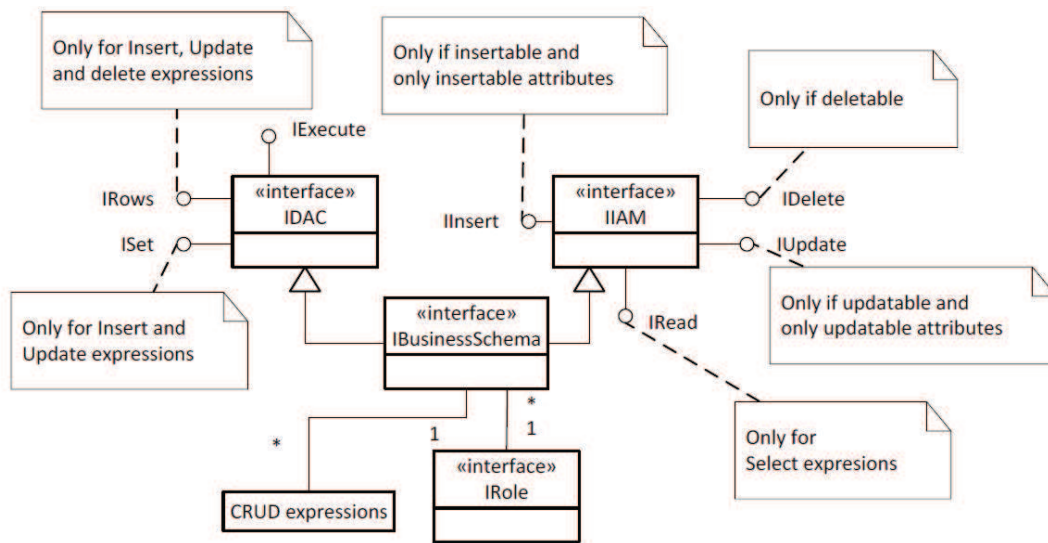 Only for Insert, Update
and delete expressions
Only if insertable and
only insertable attributes
Only if deletable
IExecute
IRows
ISet
«interface»
IDAC
IInsert
«interface»
IIAM
IDelete
IUpdate
Only for Insert and
Update expressions
«interface»
IBusinessSchema
IRead
Only if updatable and
only updatable attributes
*
1
*
1
«interface»
IRole
CRUD expressions
Only for
Select expresions